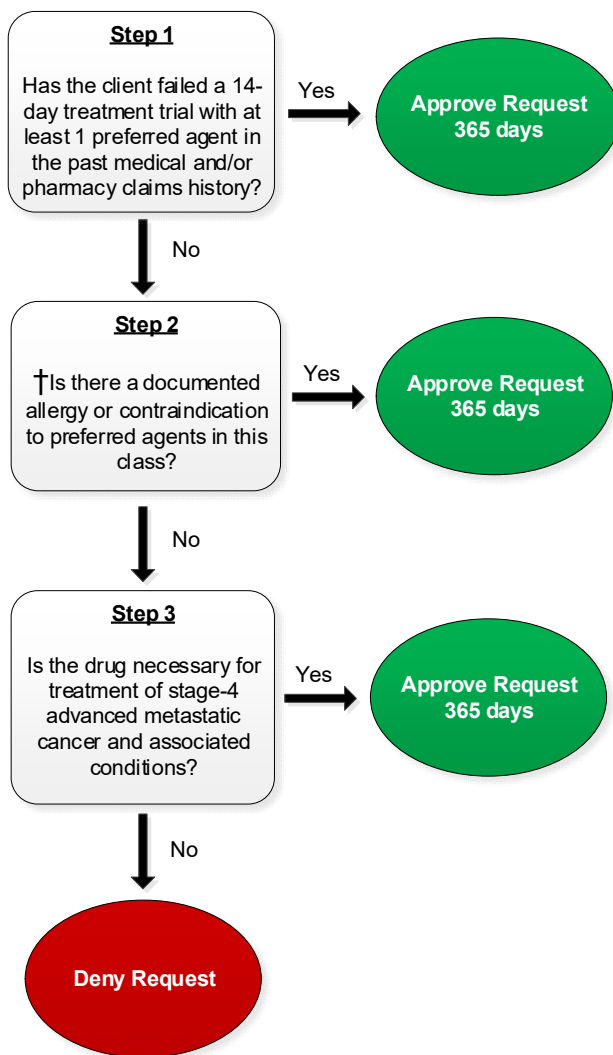 Step 1
Has the client failed a 14-
day treatment trial with at
least 1 preferred agent in
the past medical and/or
pharmacy claims history?
Yes
Approve Request
365 days
No
Step 2
†Is there a documented
allergy or contraindication
to preferred agents in this
class?
Yes
Approve Request
365 days
No
Step 3
Is the drug necessary for
treatment of stage-4
advanced metastatic
cancer and associated
conditions?
Yes
Approve Request
365 days
No
Deny Request